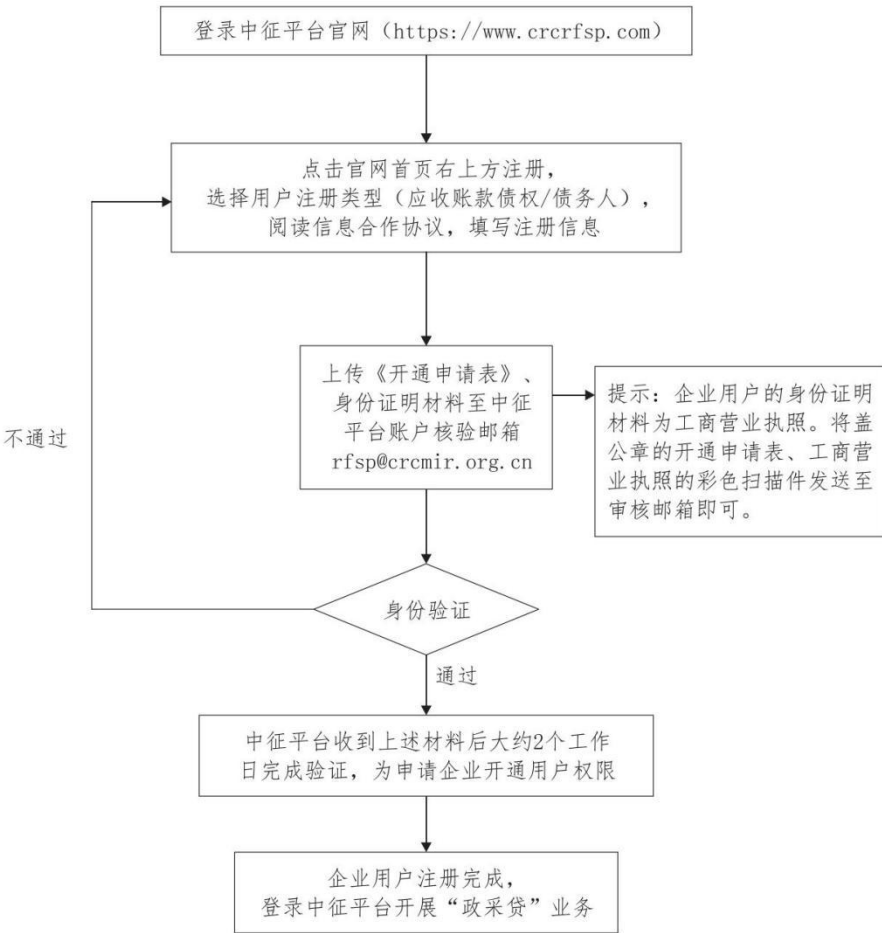 登录中征平台官网（https://www.crcrfsp.com）
点击官网首页右上方注册，
选择用户注册类型（应收账款债权/债务人），
阅读信息合作协议，填写注册信息
上传《开通申请表》、
身份证明材料至中征
平台账户核验邮箱
rfsp@crcmir.org.cn
提示：企业用户的身份证明
材料为工商营业执照。将盖
公章的开通申请表、工商营
业执照的彩色扫描件发送至
审核邮箱即可。
不通过
身份验证
通过
中征平台收到上述材料后大约2个工作
日完成验证，为申请企业开通用户权限
企业用户注册完成，
登录中征平台开展“政采贷”业务